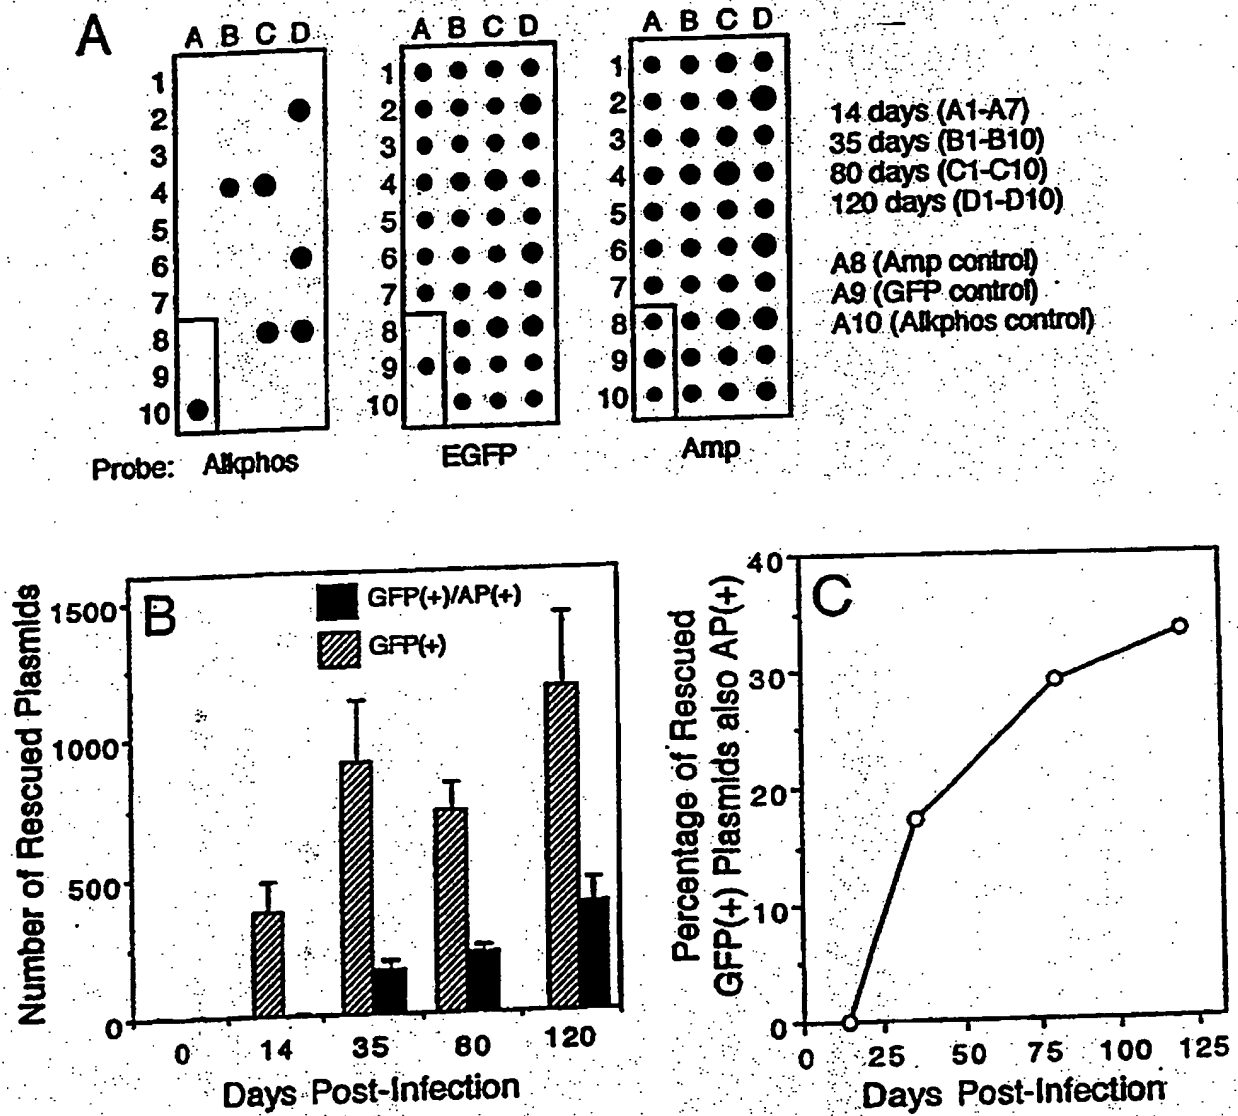 A
A B C D
1
2
3
4
5
6
7
8
9
10
A B C D
1
2
3
4
5
6
7
8
9
10
A B C D
1
2
3
4
5
6
7
8
9
10
Probe: Alkphos
EGFP
Amp
14 days (A1-A7)
35 days (B1-B10)
80 days (C1-C10)
120 days (D1-D10)
A8 (Amp control)
A9 (GFP control)
A10 (Alkphos control)
B
GFP(+)/AP(+)
GFP(+)
Number of Rescued Plasmids
1500
1000
500
0
0 14 35 80 120
Days Post-Infection
C
Percentage of Rescued
GFP(+) Plasmids also AP(+)
40
30
20
10
0
0 25 50 75 100 125
Days Post-Infection